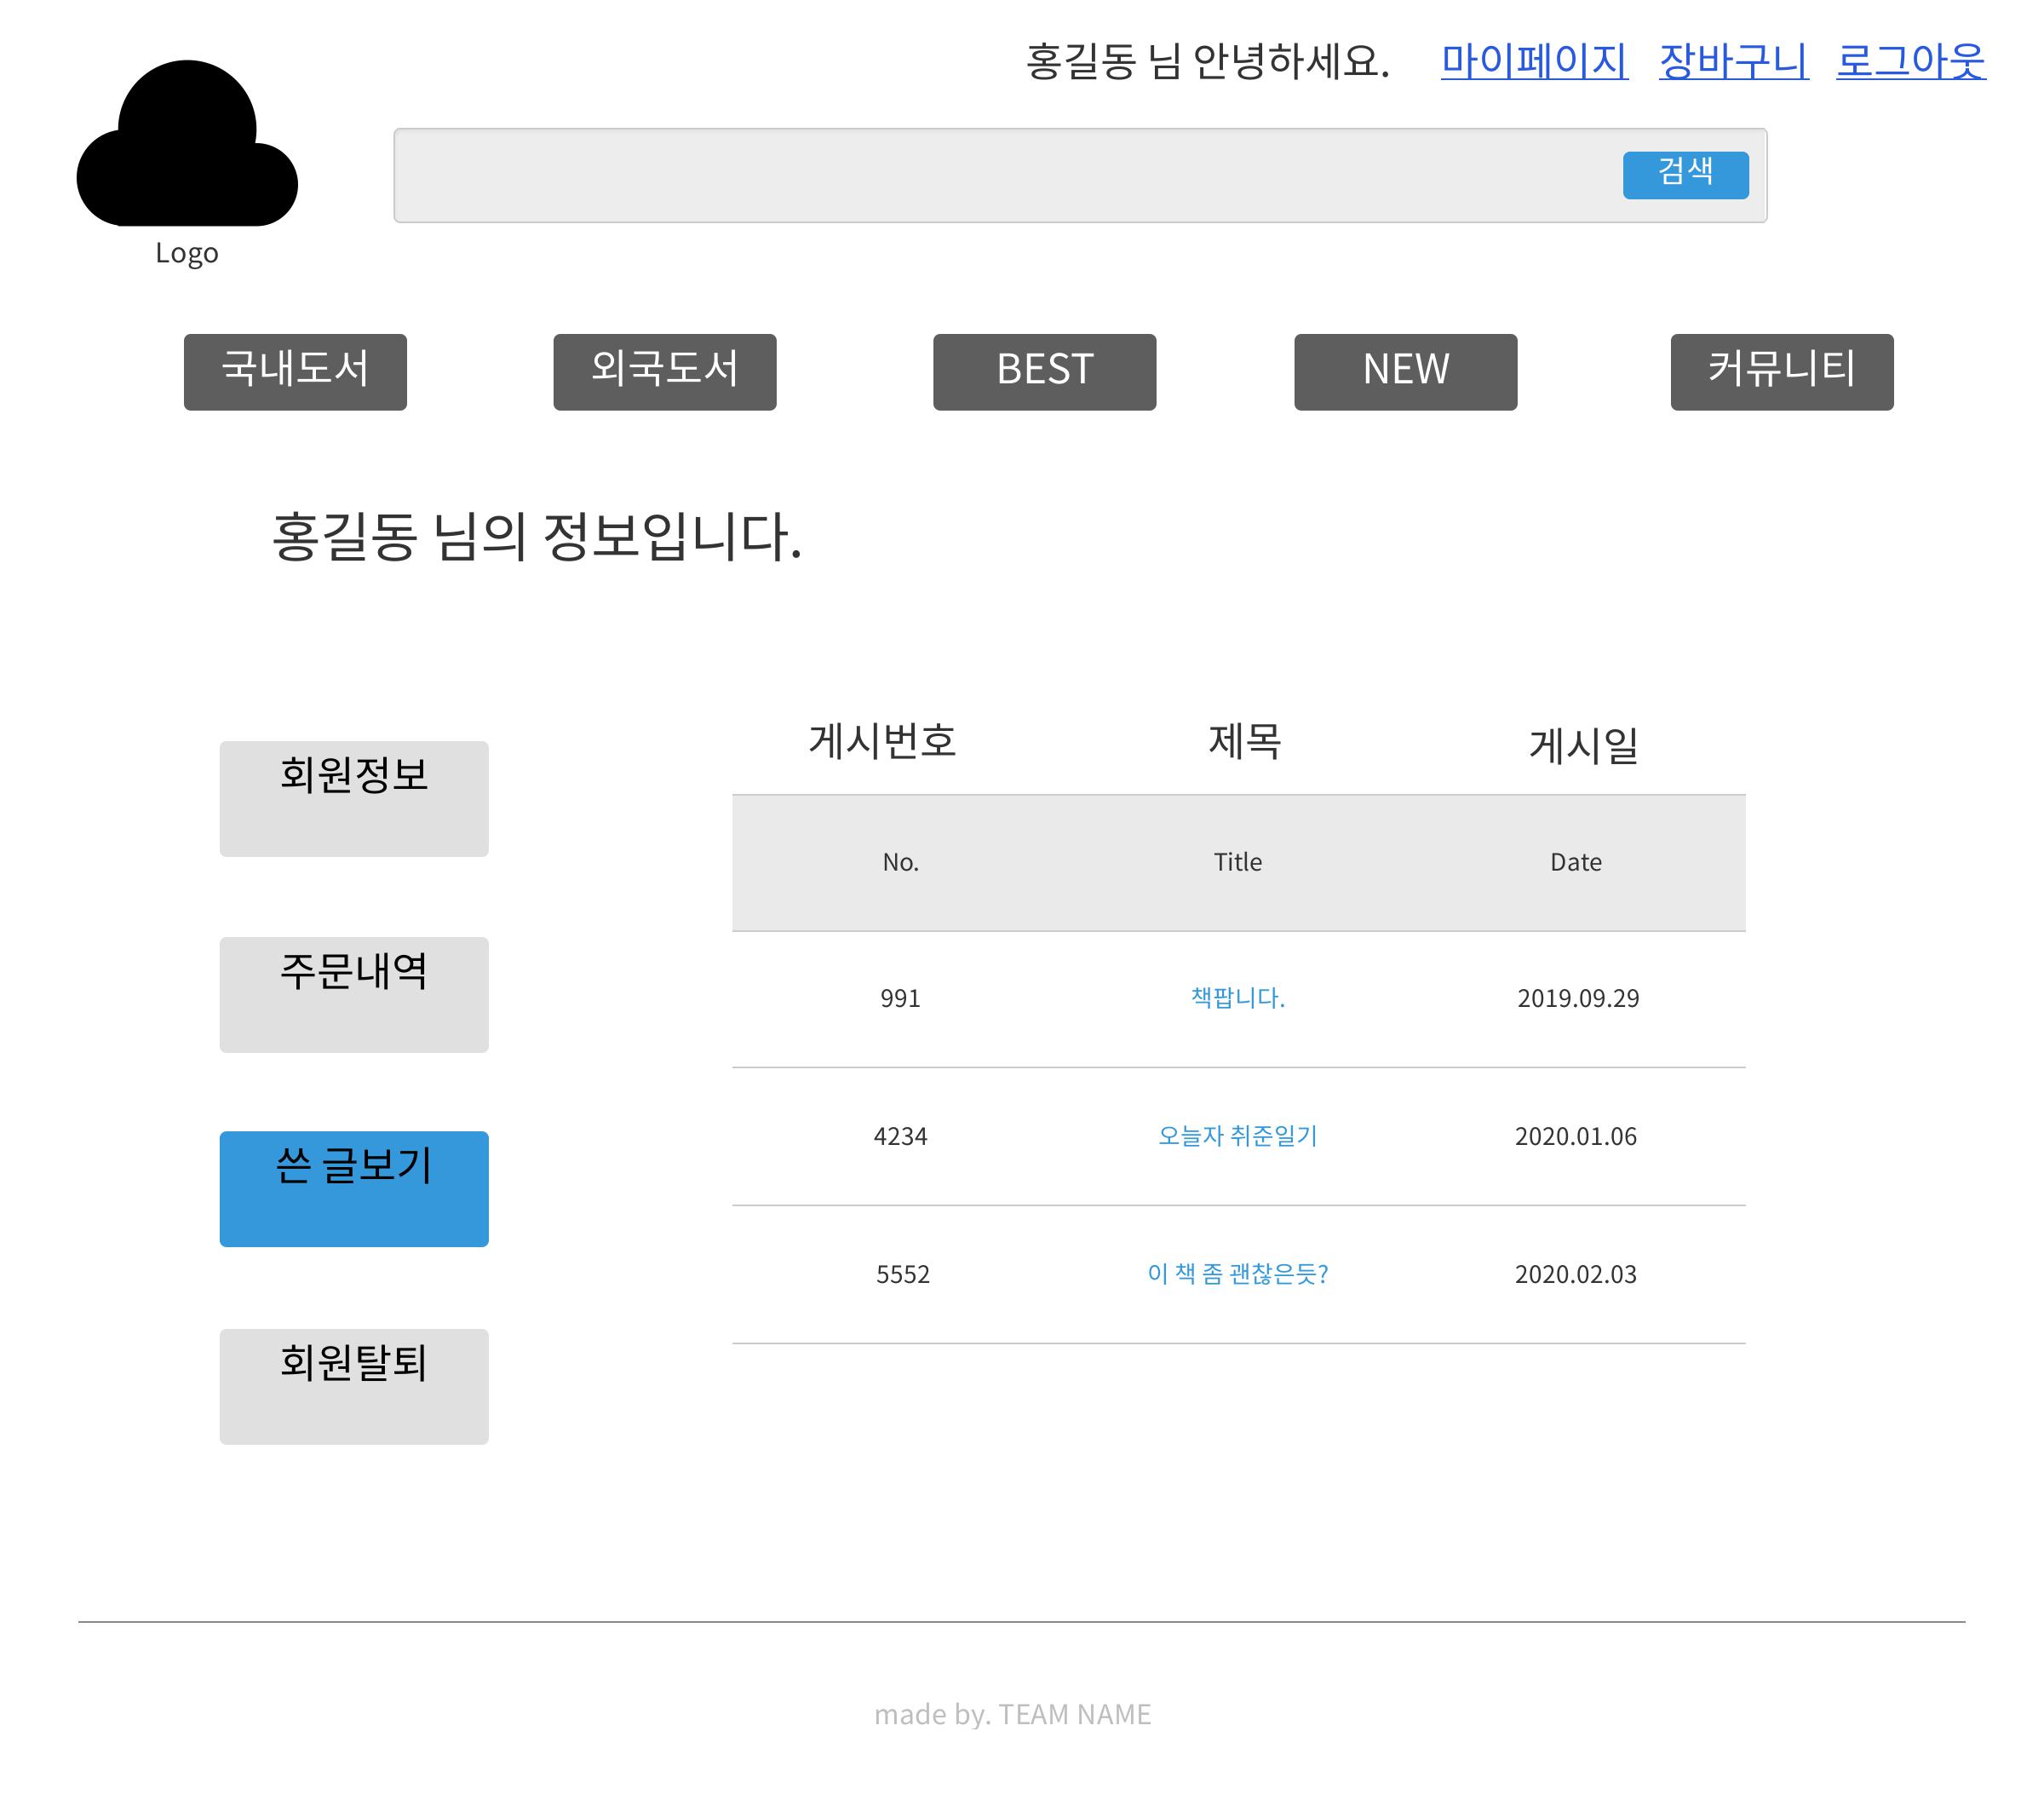 홍길동 님 안녕하세요. 마이페이지 장바구니 로그아웃
검색
Logo
국내도서 외국도서 BEST NEW 커뮤니티
홍길동 님의 정보입니다.
회원정보
주문내역
쓴 글보기
회원탈퇴
게시번호 제목 게시일
No. Title Date
991 책팝니다. 2019.09.29
4234 오늘자 취준일기 2020.01.06
5552 이 책 좀 괜찮은듯? 2020.02.03
made by. TEAM NAME